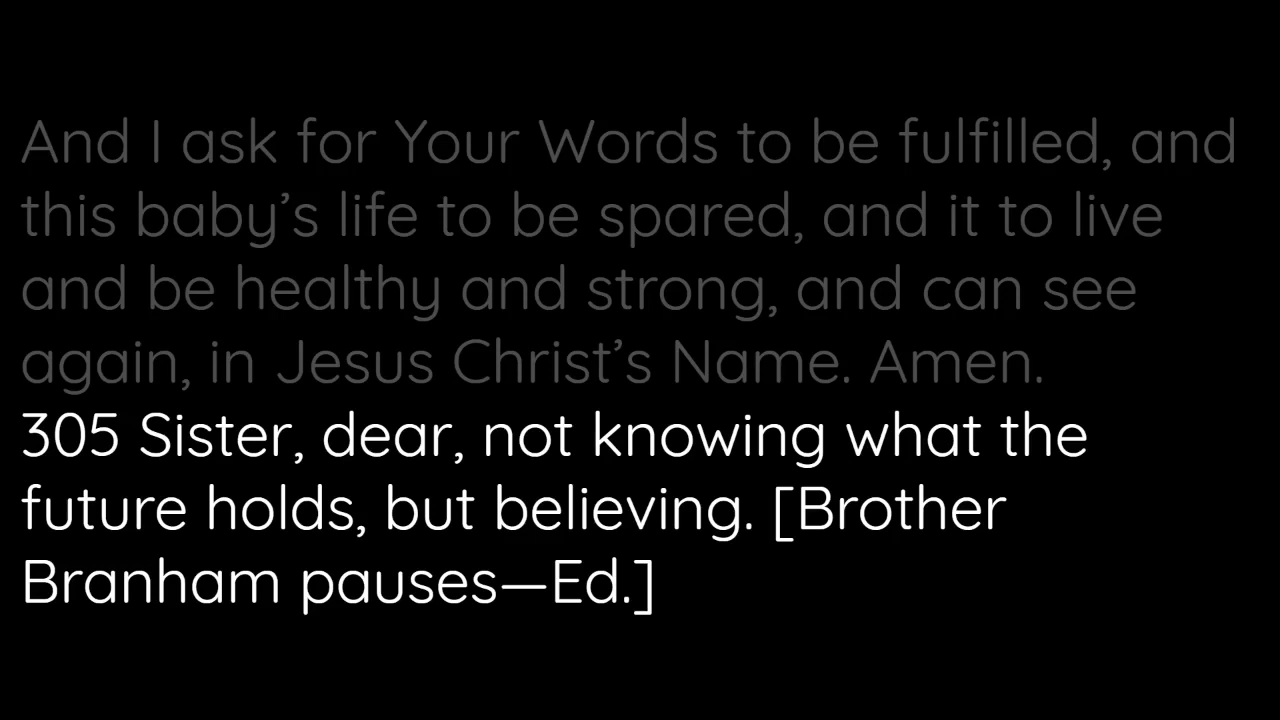 And I ask for Your Words to be fulfilled, and
this baby’s life to be spared, and it to live
and be healthy and strong, and can see
again, in Jesus Christ’s Name. Amen.
305 Sister, dear, not knowing what the
future holds, but believing. [Brother
Branham pauses—Ed.]